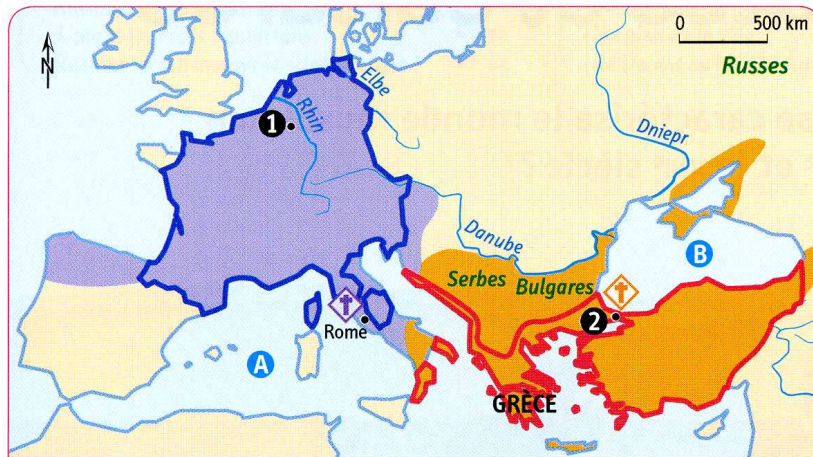 0 500 km
N
Russes
Elbe
Rhin
1
Dniepr
Danube
B
Serbes
Bulgares
2
Rome
A
GRÈCE